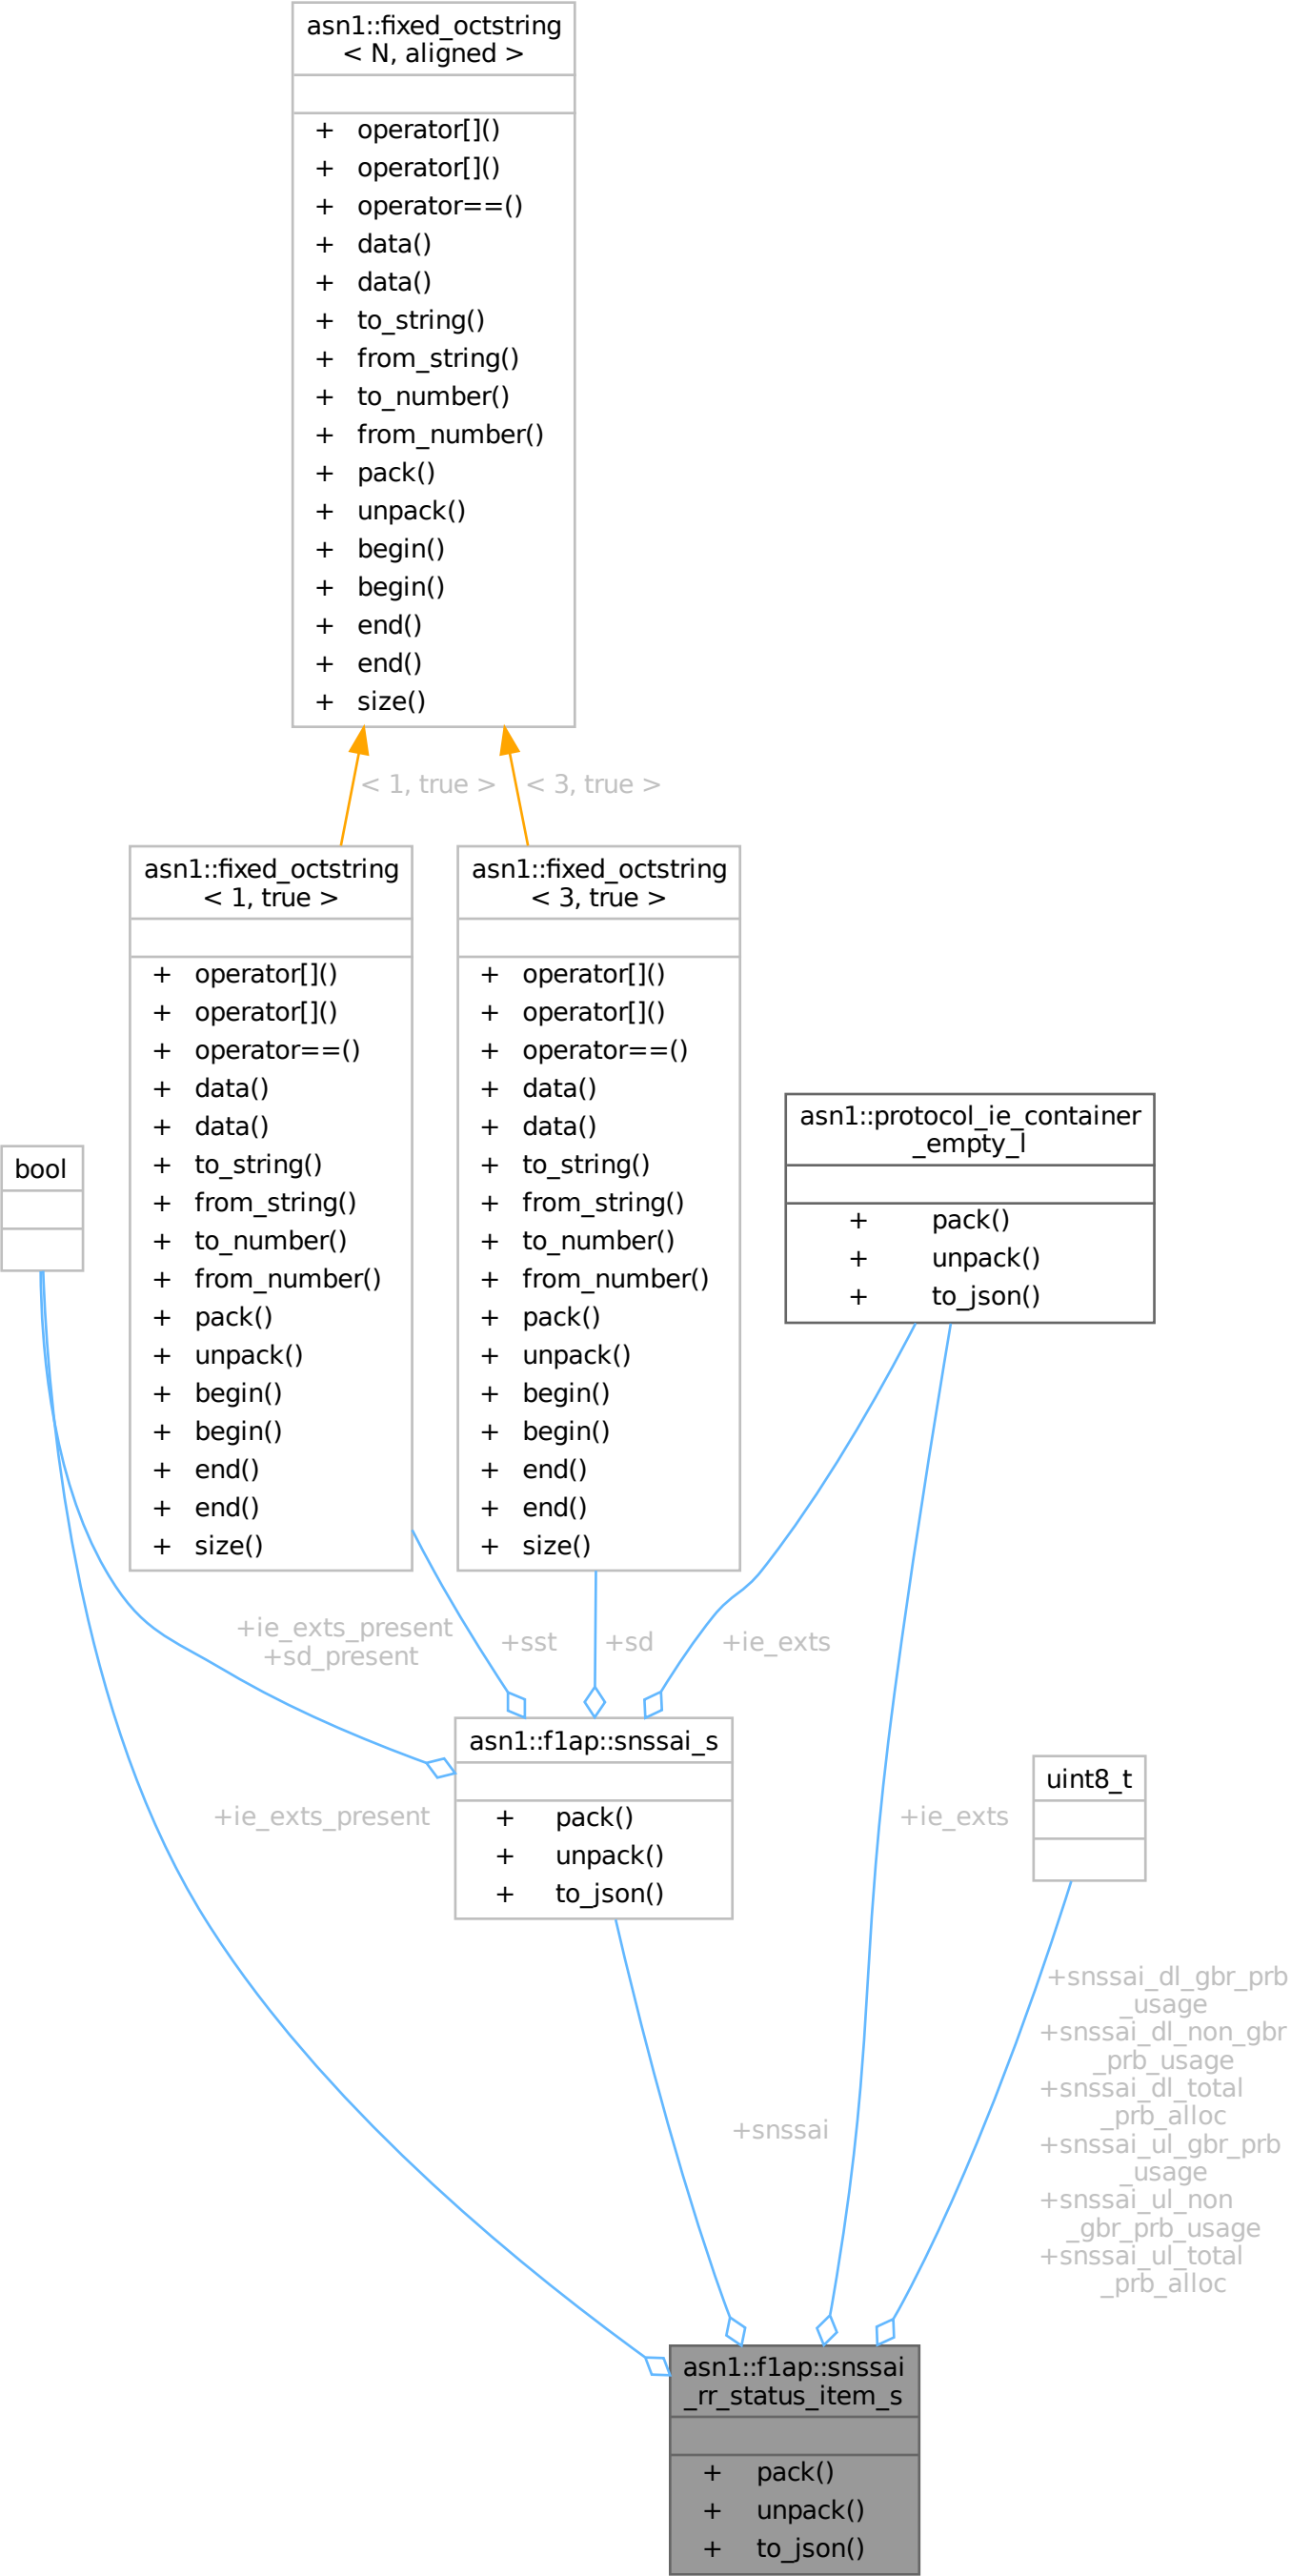 asn1::fixed_octstring
< N, aligned >
+ operator[]()
+ operator[]()
+ operator==()
+ data()
+ data()
+ to_string()
+ from_string()
+ to_number()
+ from_number()
+ pack()
+ unpack()
+ begin()
+ begin()
+ end()
+ end()
+ size()
< 1, true >
< 3, true >
asn1::fixed_octstring
< 1, true >
+ operator[]()
+ operator[]()
+ operator==()
+ data()
+ data()
+ to_string()
+ from_string()
+ to_number()
+ from_number()
+ pack()
+ unpack()
+ begin()
+ begin()
+ end()
+ end()
+ size()
asn1::fixed_octstring
< 3, true >
+ operator[]()
+ operator[]()
+ operator==()
+ data()
+ data()
+ to_string()
+ from_string()
+ to_number()
+ from_number()
+ pack()
+ unpack()
+ begin()
+ begin()
+ end()
+ end()
+ size()
asn1::protocol_ie_container
_empty_l
+ pack()
+ unpack()
+ to_json()
bool
+ie_exts_present
+sd_present
+sst
+sd
+ie_exts
asn1::f1ap::snssai_s
+ pack()
+ unpack()
+ to_json()
uint8_t
+ie_exts_present
+ie_exts
+snssai
+snssai_dl_gbr_prb
_usage
+snssai_dl_non_gbr
_prb_usage
+snssai_dl_total
_prb_alloc
+snssai_ul_gbr_prb
_usage
+snssai_ul_non
_gbr_prb_usage
+snssai_ul_total
_prb_alloc
asn1::f1ap::snssai
_rr_status_item_s
+ pack()
+ unpack()
+ to_json()